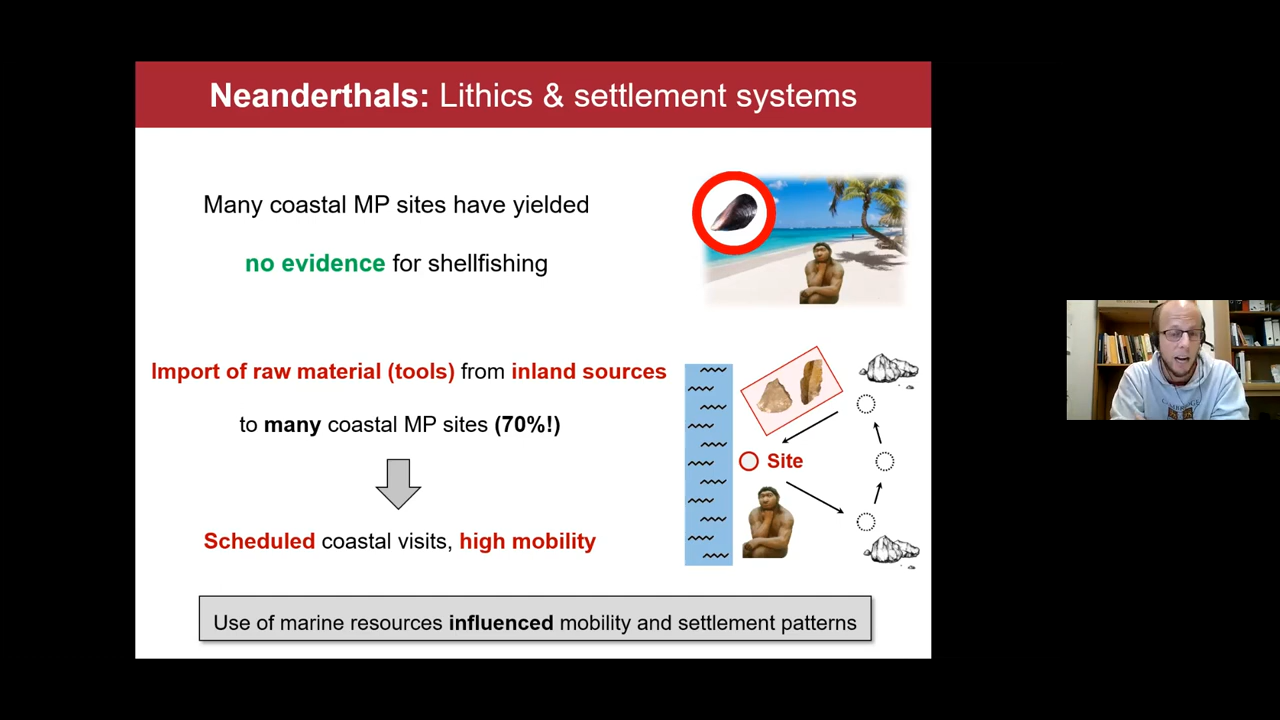 Neanderthals: Lithics & settlement systems
Many coastal MP sites have yielded
no evidence for shellfishing
Import of raw material (tools) from inland sources
to many coastal MP sites (70%!)
Site
Scheduled coastal visits, high mobility
Use of marine resources influenced mobility and settlement patterns